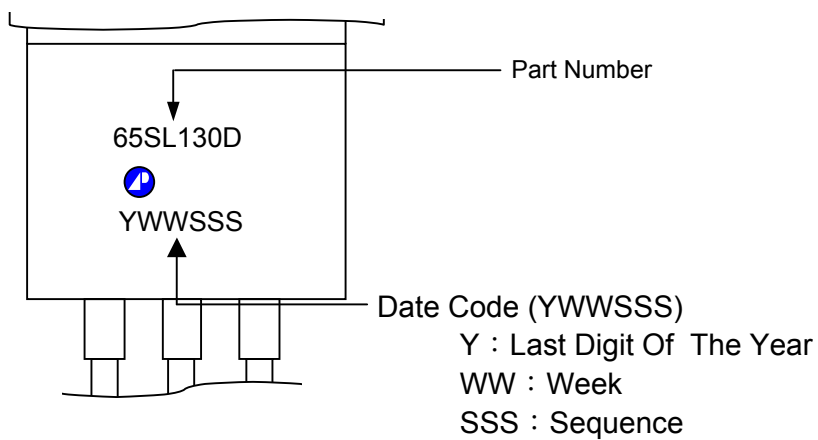 Part Number
65SL130D
YWWSSS
Date Code (YWWSSS)
Y：Last Digit Of The Year
WW：Week
SSS：Sequence